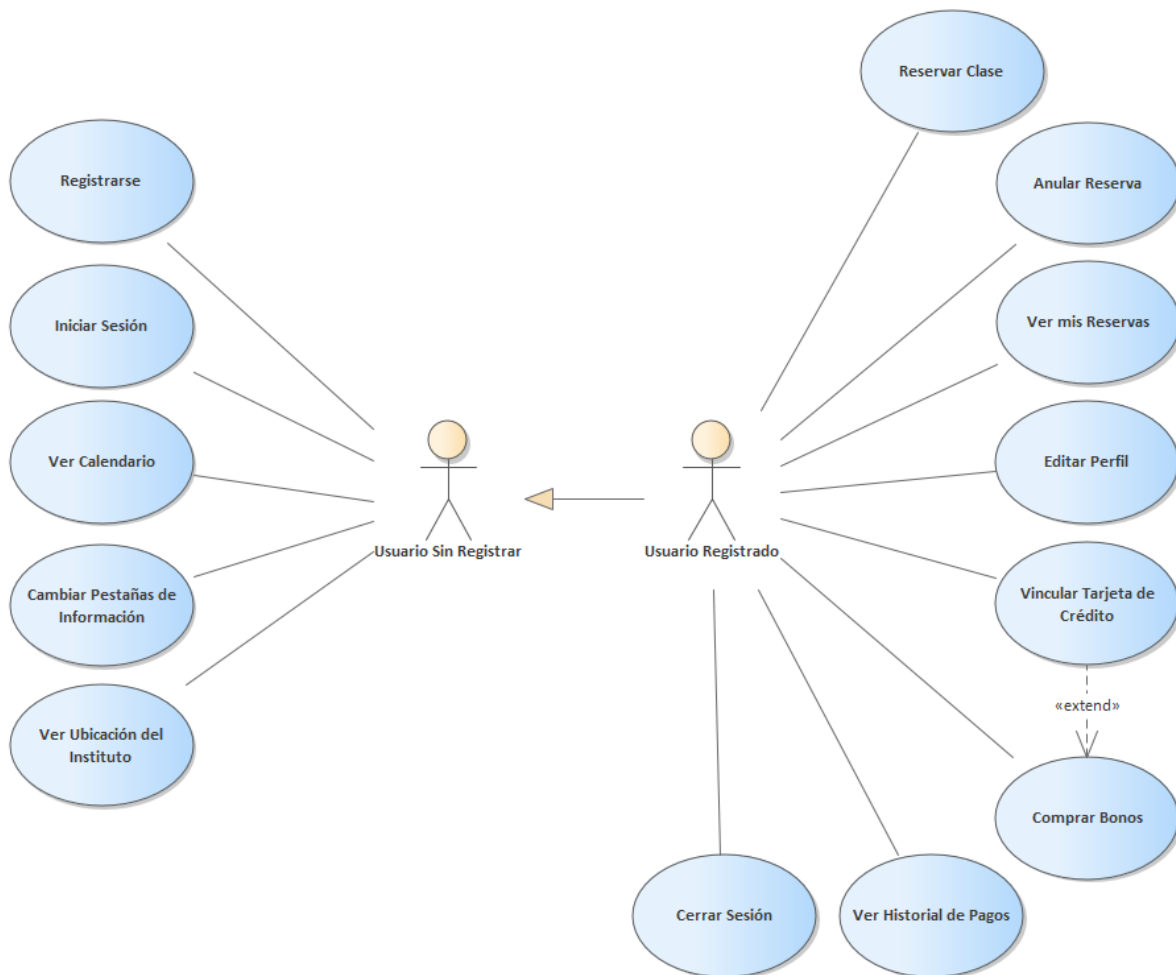 Reservar Clase
Registrarse
Anular Reserva
Iniciar Sesión
Ver mis Reservas
Ver Calendario
Editar Perfil
Usuario Sin Registrar
Usuario Registrado
Cambiar Pestañas de
Información
Vincular Tarjeta de
Crédito
«extend»
Ver Ubicación del
Instituto
Comprar Bonos
Cerrar Sesión
Ver Historial de Pagos